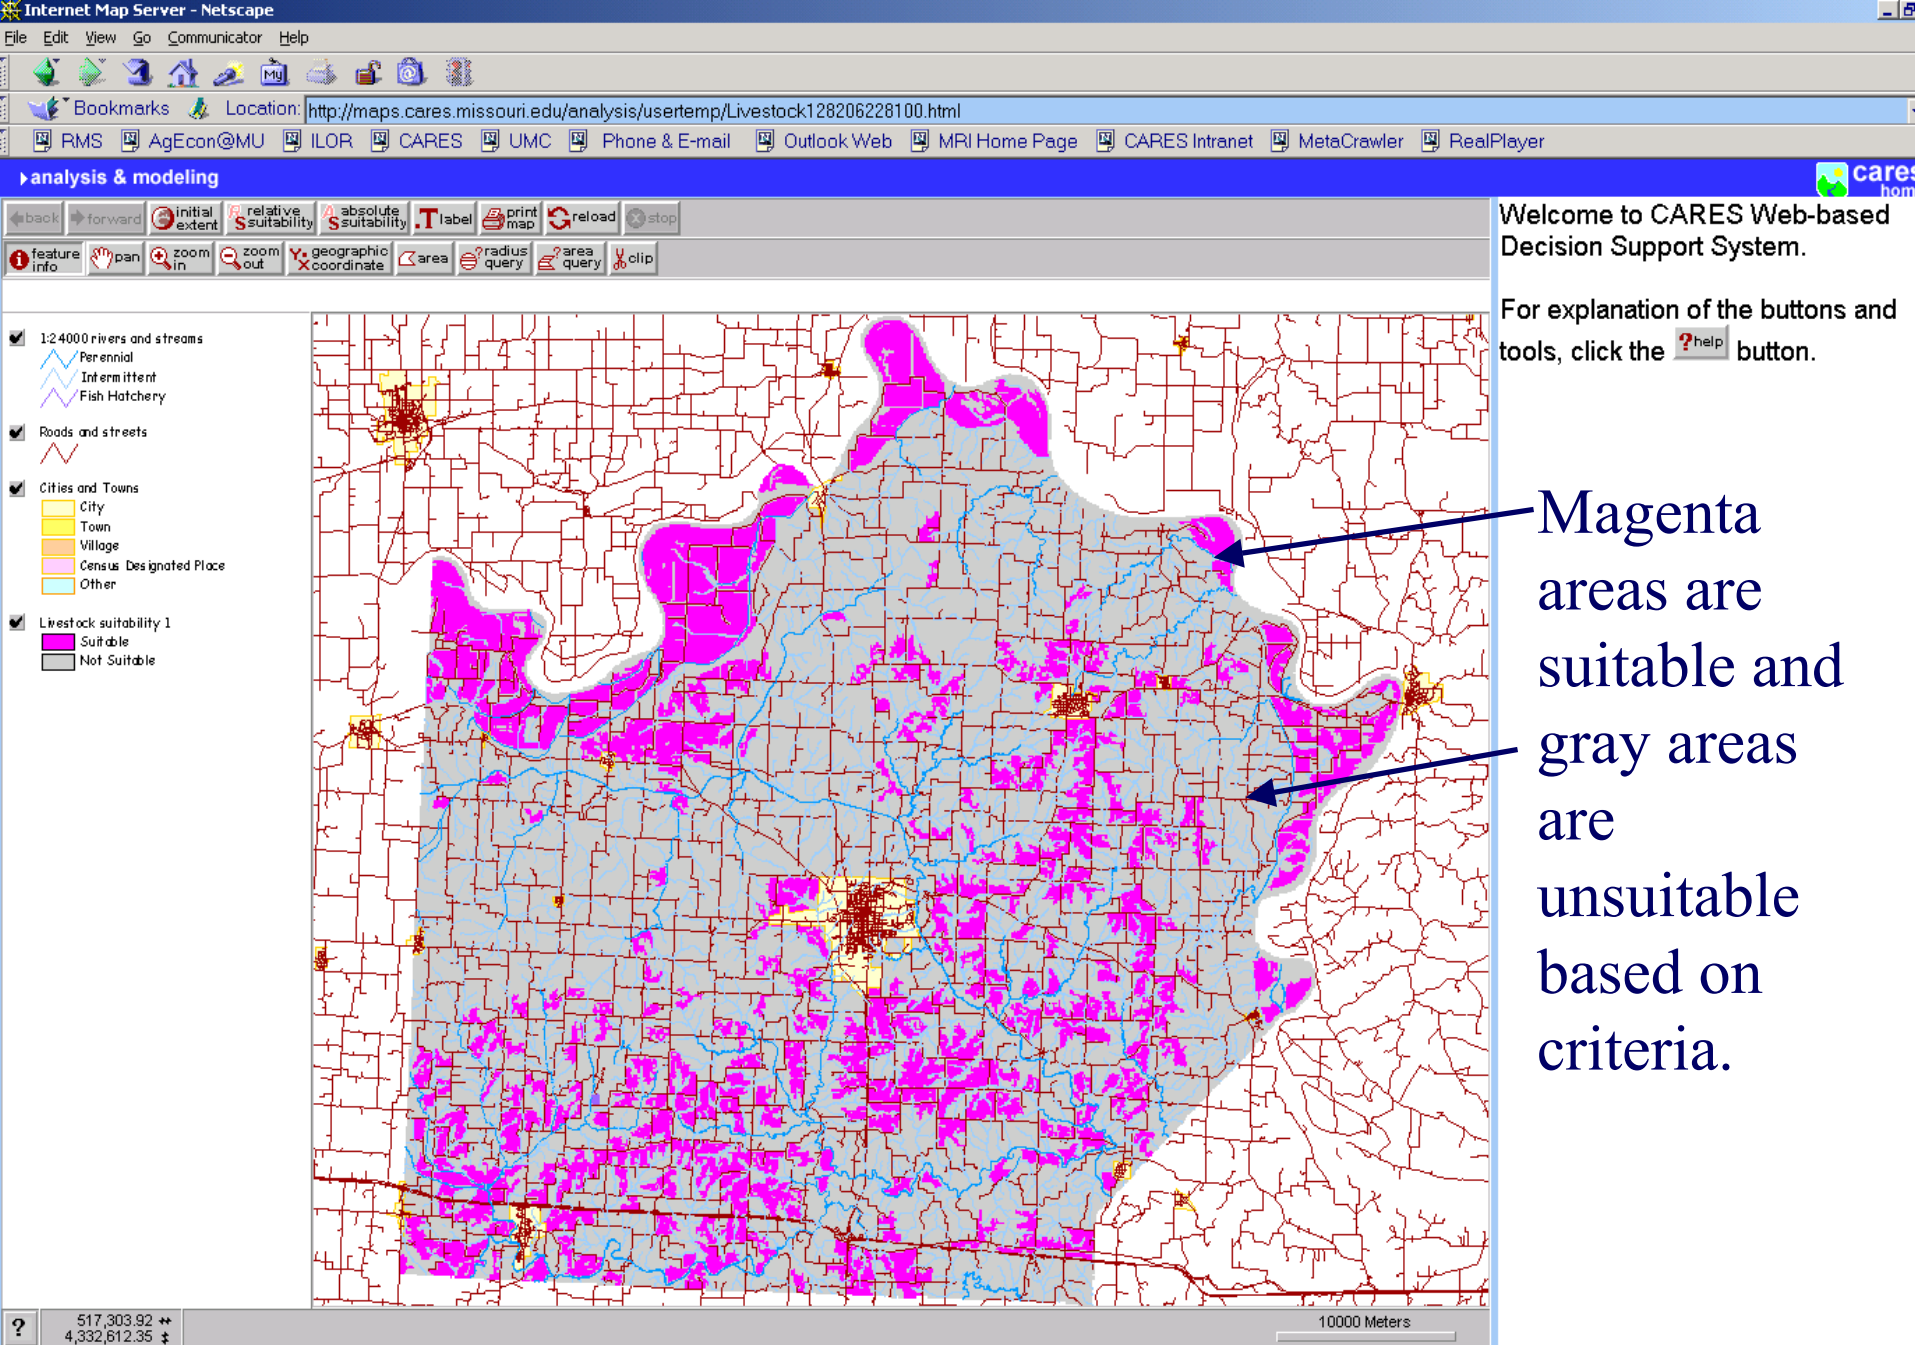 Internet Map Server - Netscape
File Edit View Go Communicator Help
My
Bookmarks Location: http://maps.cares.missouri.edu/analysis/usertemp/Livestock128206228100.html
RMS AgEcon@MU ILOR CARES UMC Phone & E-mail Outlook Web MRI Home Page CARES Intranet MetaCrawler RealPlayer
analysis & modeling
cares
home
back forward initial extent relative suitability absolute suitability label print map reload stop
feature info pan zoom in zoom out geographic coordinate area radius query area query clip
Welcome to CARES Web-based
Decision Support System.
For explanation of the buttons and
tools, click the ?help button.
1:24000 rivers and streams
Perennial
Intermittent
Fish Hatchery
Roads and streets
Cities and Towns
City
Town
Village
Census Designated Place
Other
Livestock suitability 1
Suitable
Not Suitable
Magenta
areas are
suitable and
gray areas
are
unsuitable
based on
criteria.
?
517,303.92
4,332,612.35
10000 Meters